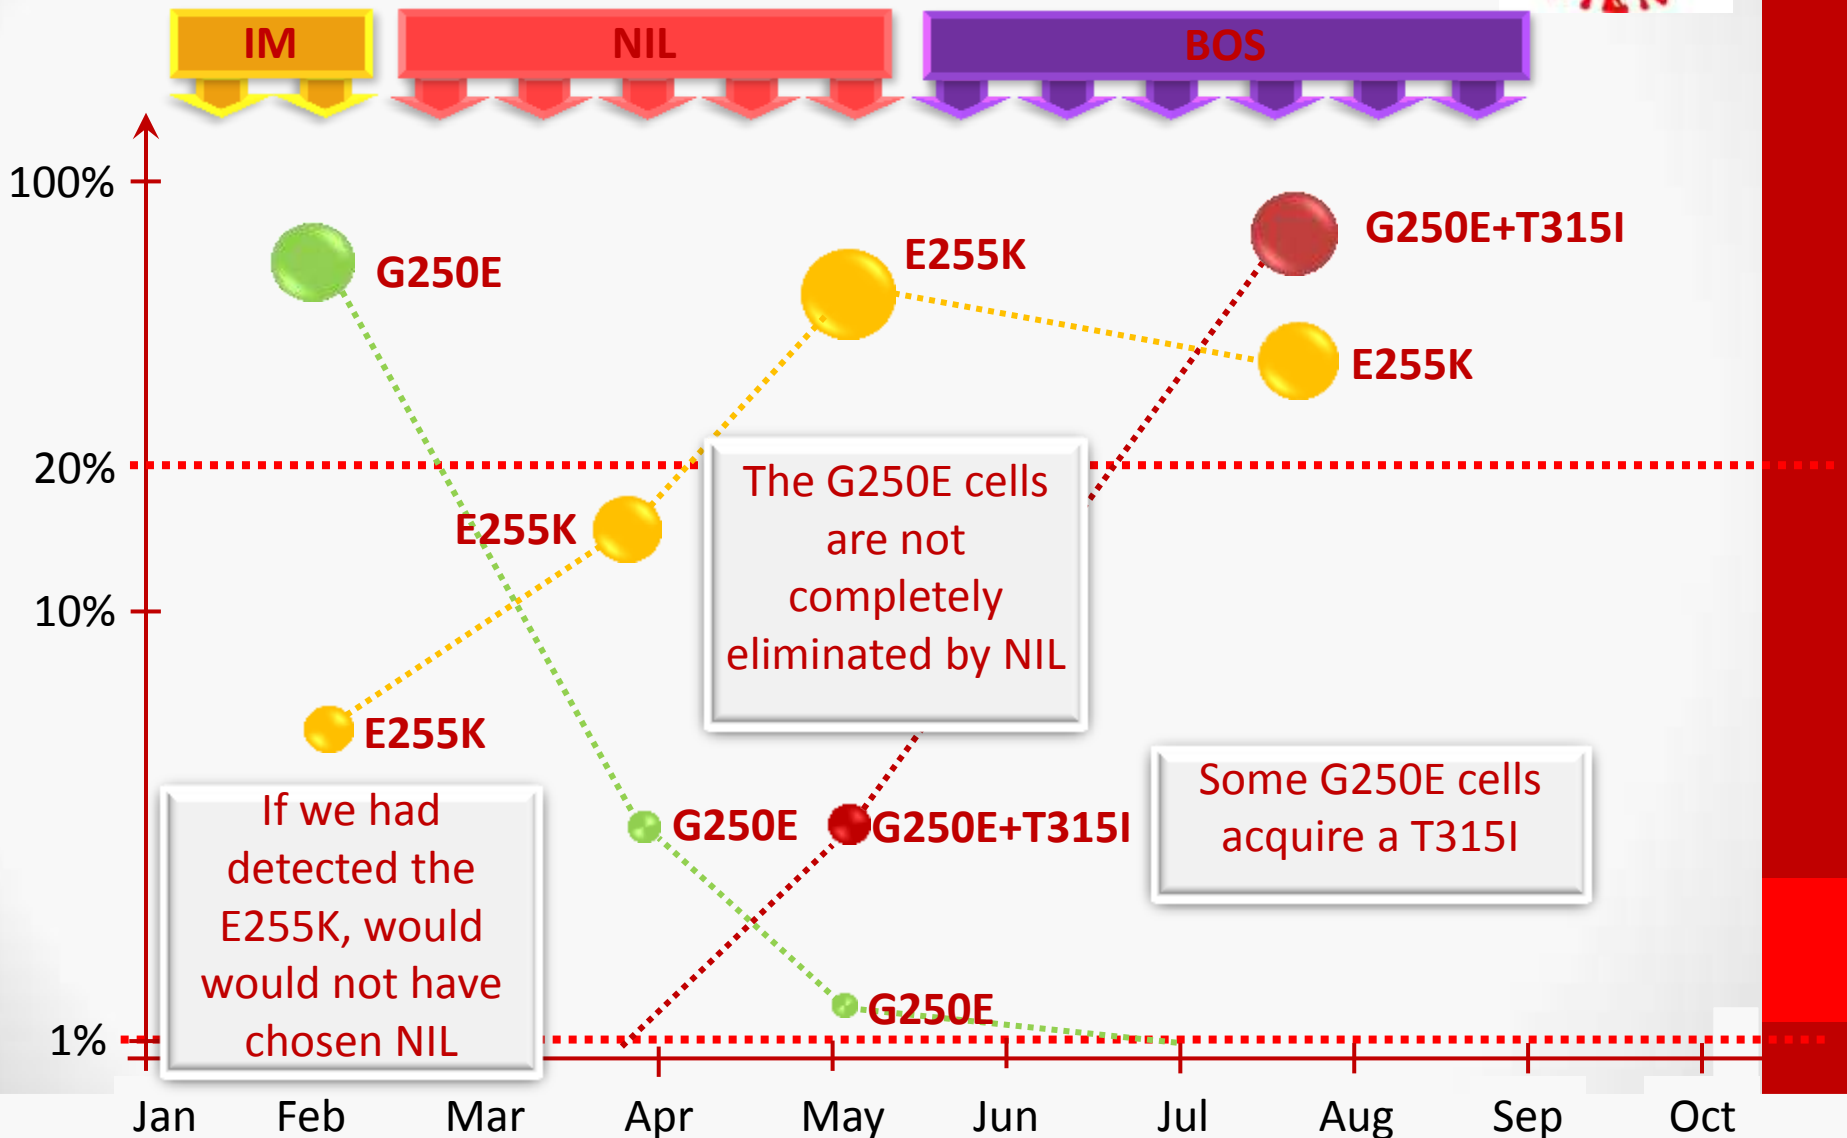 IM
NIL
BOS
100%
G250E
E255K
G250E+T315I
E255K
20%
E255K
The G250E cells
are not
completely
eliminated by NIL
10%
E255K
If we had
detected the
E255K, would
would not have
chosen NIL
G250E
G250E+T315I
Some G250E cells
acquire a T315I
G250E
1%
Jan Feb Mar Apr May Jun Jul Aug Sep Oct